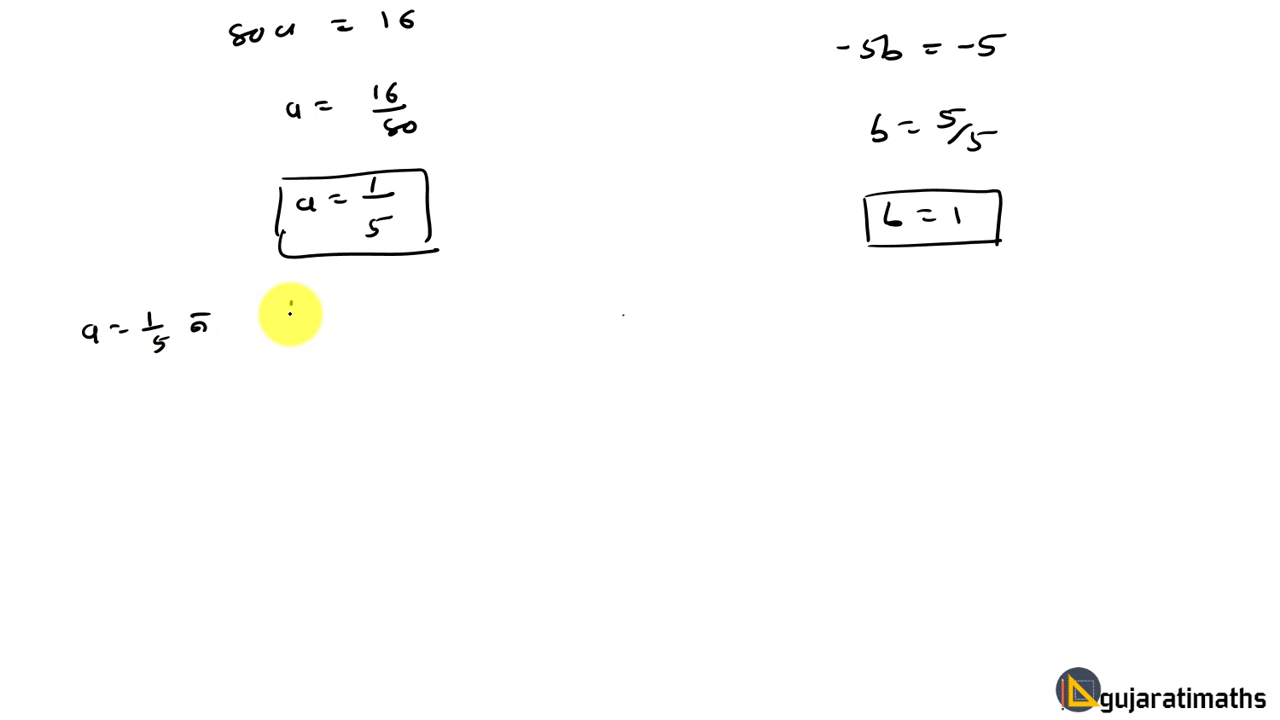 80a = 16
a = 16/80
a = 1/5
-5b = -5
b = 5/5
b = 1
a = 1/5
gujaratimaths